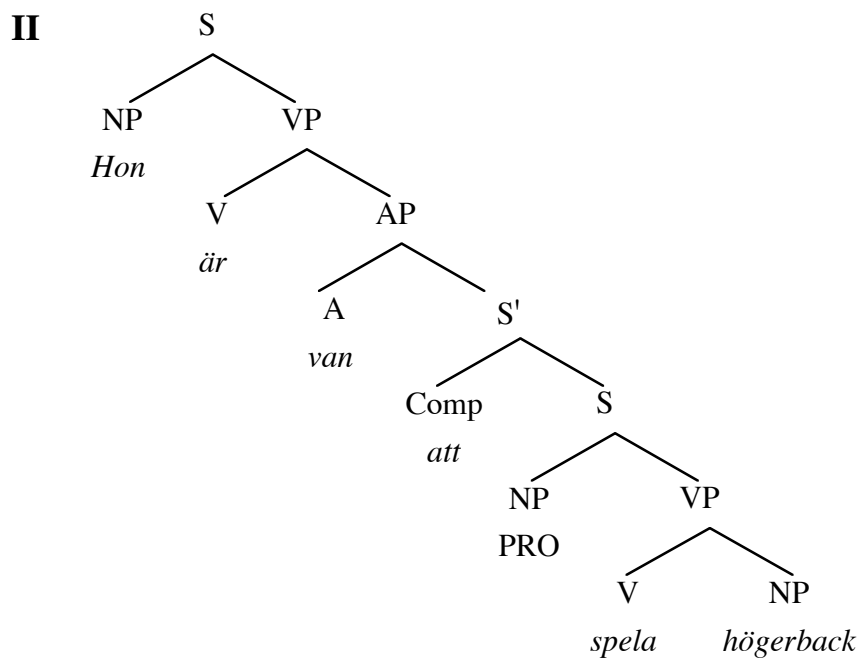 II
S
NP VP
Hon
V AP
är
A S'
van
Comp S
att
NP VP
PRO
V NP
spela högerback